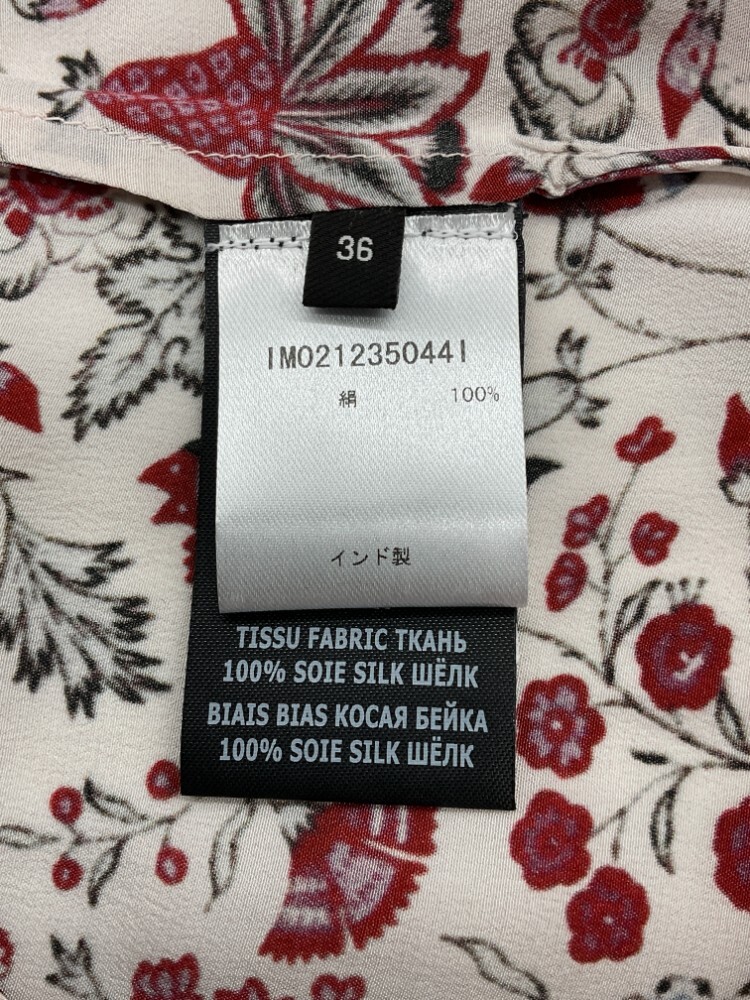 36
IM021235044I
絹 100%
インド製
TISSU FABRIC ТКАНЬ
100% SOIE SILK ШЁЛК
BIAIS BIAS КОСАЯ БЕЙКА
100% SOIE SILK ШЁЛК